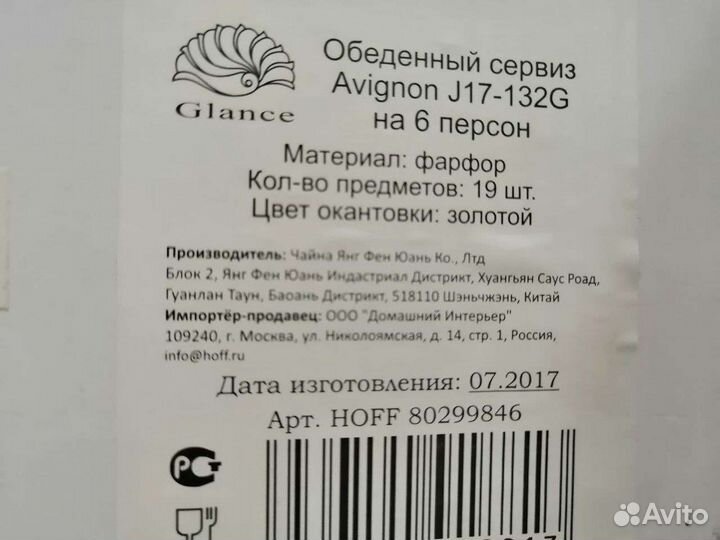 Glance
Обеденный сервиз
Avignon J17-132G
на 6 персон
Материал: фарфор
Кол-во предметов: 19 шт.
Цвет окантовки: золотой
Производитель: Чайна Янг Фен Юань Ко., Лтд
Блок 2, Янг Фен Юань Индастриал Дистрикт, Хуангьян Саус Роад,
Гуанлан Таун, Баоань Дистрикт, 518110 Шэньчжэнь, Китай
Импортёр-продавец: ООО "Домашний Интерьер"
109240, г. Москва, ул. Николоямская, д. 14, стр. 1, Россия,
info@hoff.ru
Дата изготовления: 07.2017
Арт. HOFF 80299846
РСТ
Avito